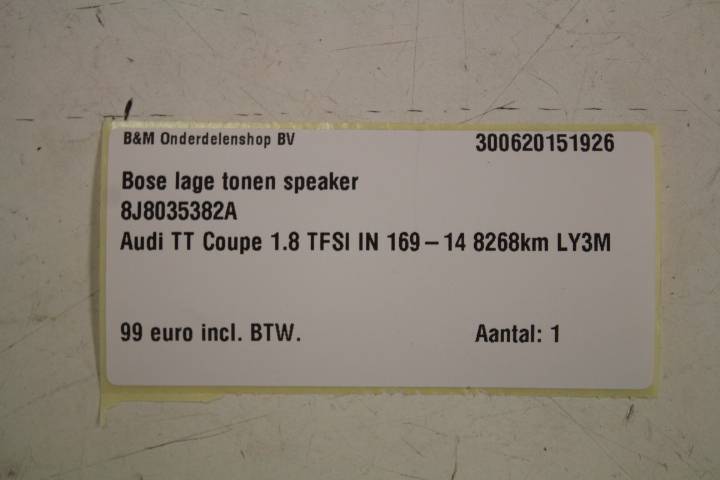 B&M Onderdelenshop BV 300620151926
Bose lage tonen speaker
8J8035382A
Audi TT Coupe 1.8 TFSI IN 169-14 8268km LY3M
99 euro incl. BTW. Aantal: 1